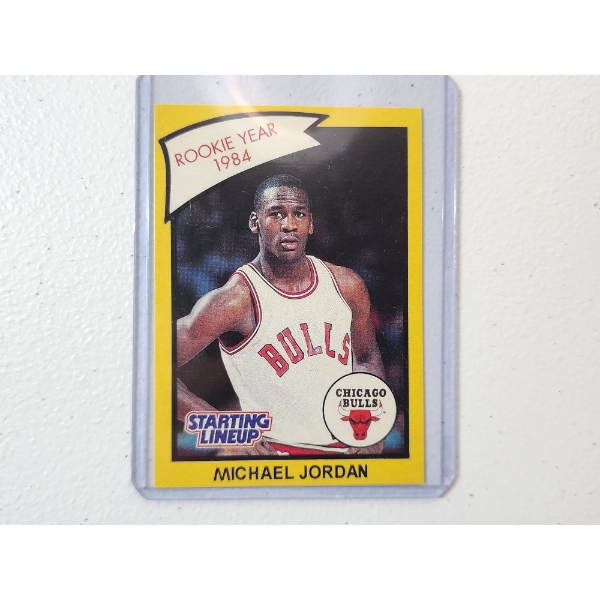 ROOKIE YEAR
1984
BULLS
CHICAGO
BULLS
STARTING
LINEUP
MICHAEL JORDAN